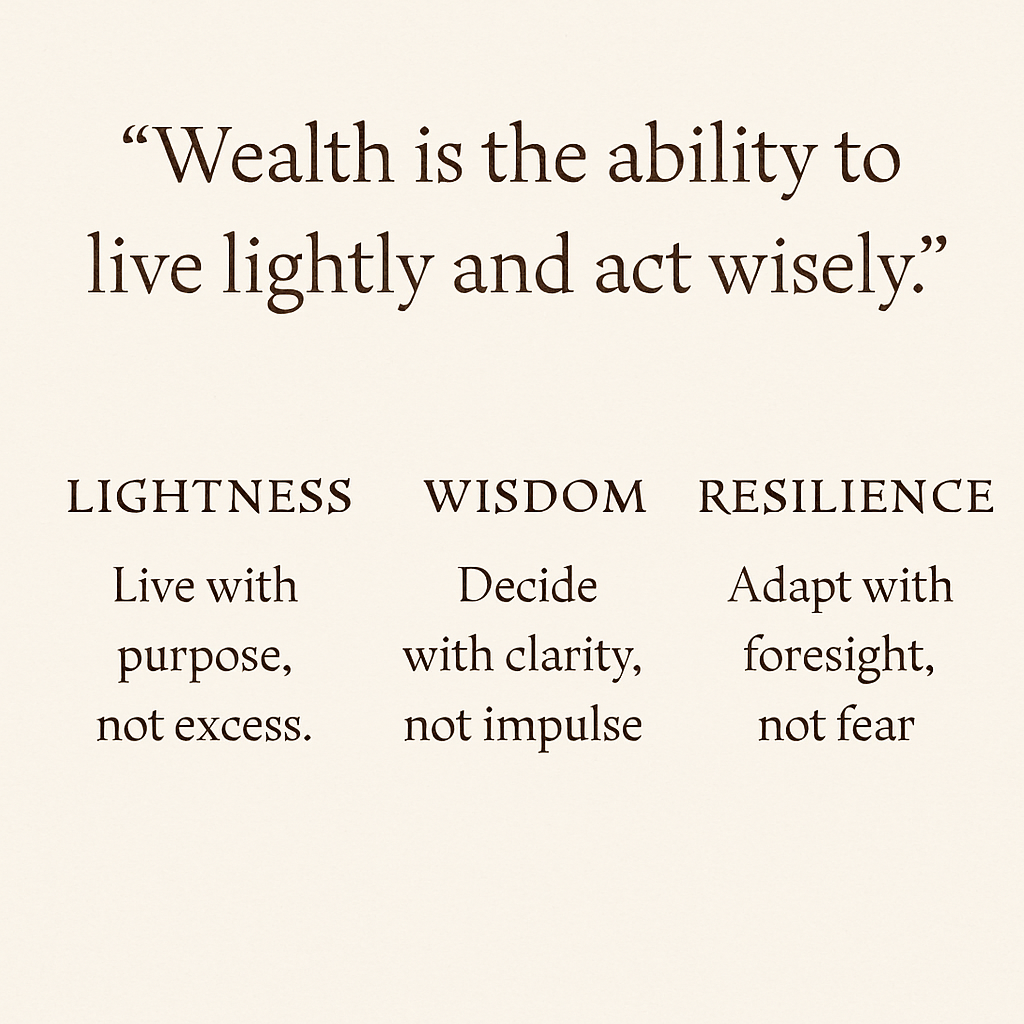 “Wealth is the ability to
live lightly and act wisely.”
LIGHTNESS
Live with
purpose,
not excess.
WISDOM
Decide
with clarity,
not impulse
RESILIENCE
Adapt with
foresight,
not fear